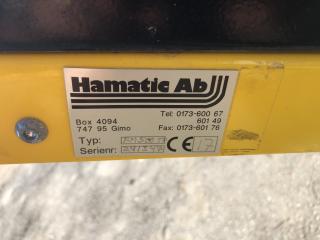 Hamatic Ab
Box 4094
747 95 Gimo
Tel: 0173-600 67
601 49
Fax: 0173-601 76
Typ:
Serienr:
CE 17